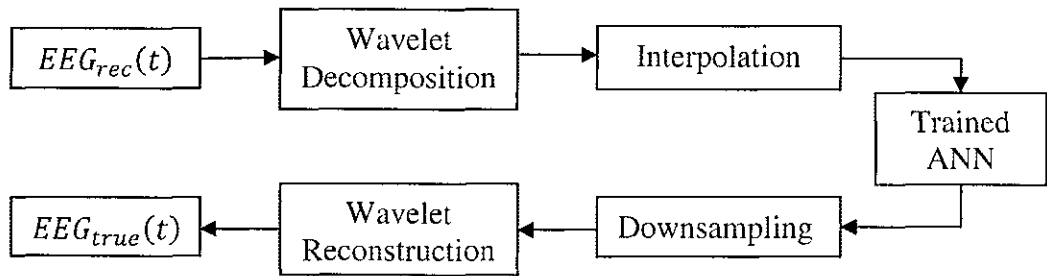 EEG_rec(t)
Wavelet
Decomposition
Interpolation
Trained
ANN
Downsampling
Wavelet
Reconstruction
EEG_true(t)